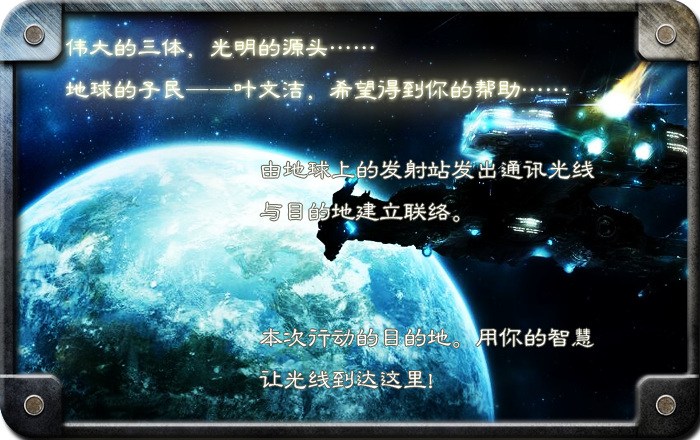 伟大的三体，光明的源头……
地球的子民——叶文洁，希望得到你的帮助……
由地球上的发射站发出通讯光线
与目的地建立联络。
本次行动的目的地。用你的智慧
让光线到达这里！